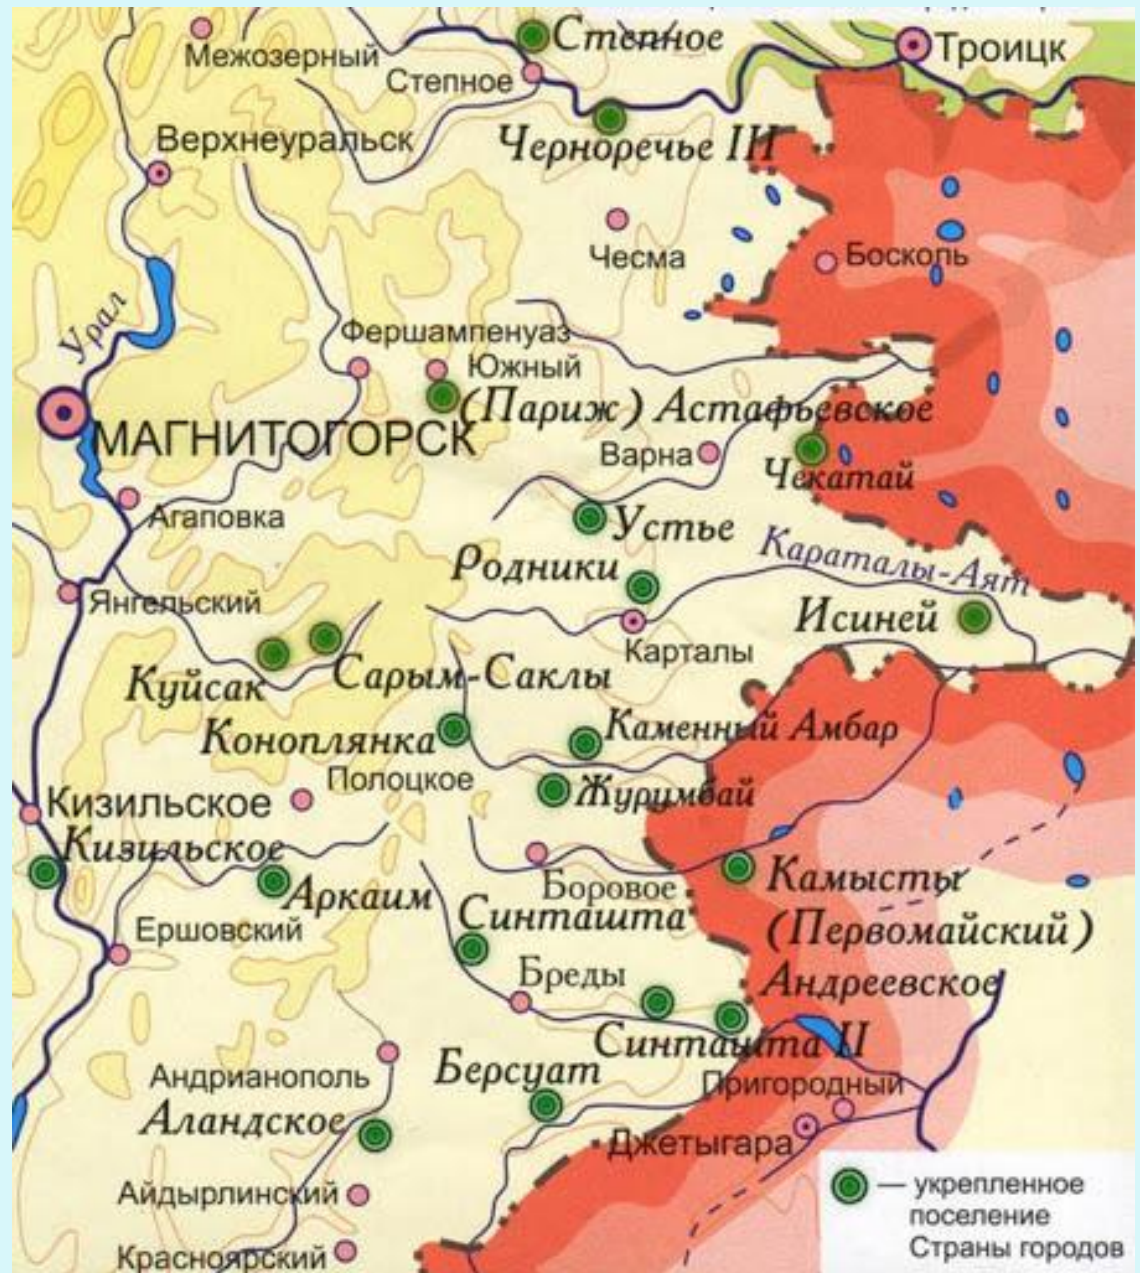 Степное
Межозерный
Степное
Троицк
Верхнеуральск
Черноречье III
Чесма
Боскопь
Урал
Фершампенуаз
Южный
(Париж) Астафьевское
МАГНИТОГОРСК
Варна
Чекатай
Агаповка
Устье
Караталы-Аят
Родники
Янгельский
Исиней
Карталы
Куйсак
Сарым-Саклы
Каменный Амбар
Коноплянка
Полоцкое
Журумбай
Кизильское
Кизильское
Аркаим
Боровое
Камысты
(Первомайский)
Синташта
Ершовский
Бреды
Андреевское
Синташта II
Берсуат
Андрианополь
Пригородный
Аландское
Джетыгара
Айдырлинский
Красноярский
— укрепленное
поселение
Страны городов